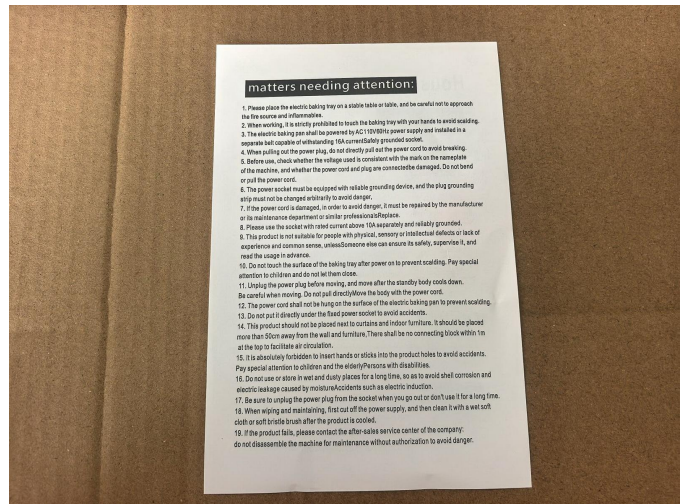 matters needing attention:
1. Please place the electric baking tray on a stable table or table, and be careful not to approach
the fire source and inflammables.
2. When working, it is strictly prohibited to touch the baking tray with your hands to avoid scalding.
3. The electric baking pan shall be powered by AC110V60Hz power supply and installed in a
separate belt capable of withstanding 16A currentSafely grounded socket.
4. When pulling out the power plug, do not directly pull out the power cord to avoid breaking.
5. Before use, check whether the voltage used is consistent with the mark on the nameplate
of the machine, and whether the power cord and plug are connectedbe damaged. Do not bend
or pull the power cord.
6. The power socket must be equipped with reliable grounding device, and the plug grounding
strip must not be changed arbitrarily to avoid danger,
7. If the power cord is damaged, in order to avoid danger, it must be repaired by the manufacturer
or its maintenance department or similar professionalsReplace.
8. Please use the socket with rated current above 10A separately and reliably grounded.
9. This product is not suitable for people with physical, sensory or intellectual defects or lack of
experience and common sense, unlessSomeone else can ensure its safety, supervise it, and
read the usage in advance.
10. Do not touch the surface of the baking tray after power on to prevent scalding. Pay special
attention to children and do not let them close.
11. Unplug the power plug before moving, and move after the standby body cools down,
Be careful when moving. Do not pull directlyMove the body with the power cord.
12. The power cord shall not be hung on the surface of the electric baking pan to prevent scalding.
13. Do not put it directly under the fixed power socket to avoid accidents.
14. This product should not be placed next to curtains and indoor furniture. It should be placed
more than 50cm away from the wall and furniture,There shall be no connecting block within 1m
at the top to facilitate air circulation.
15. It is absolutely forbidden to insert hands or sticks into the product holes to avoid accidents.
Pay special attention to children and the elderlyPersons with disabilities.
16. Do not use or store in wet and dusty places for a long time, so as to avoid shell corrosion and
electric leakage caused by moistureAccidents such as electric induction.
17. Be sure to unplug the power plug from the socket when you go out or don't use it for a long time.
18. When wiping and maintaining, first cut off the power supply, and then clean it with a wet soft
cloth or soft bristle brush after the product is cooled.
19. If the product fails, please contact the after-sales service center of the company:
do not disassemble the machine for maintenance without authorization to avoid danger.